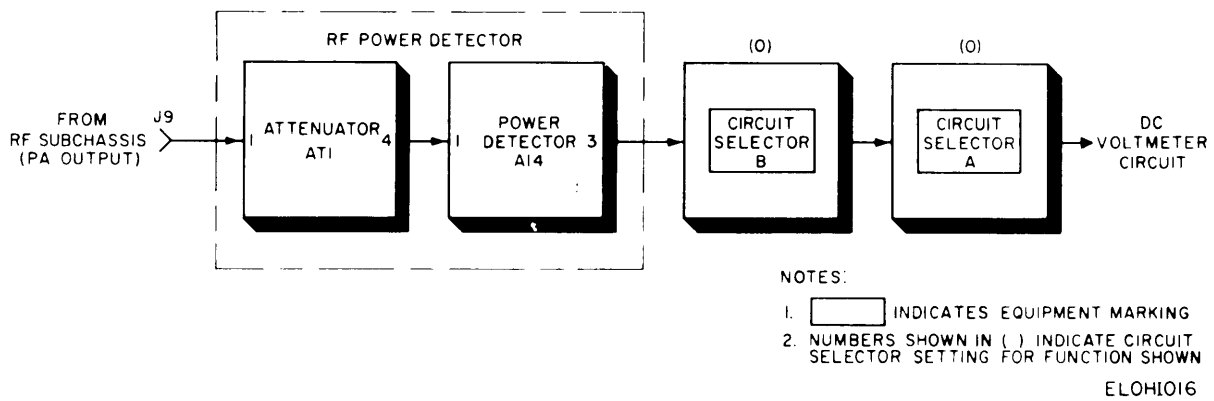 RF POWER DETECTOR
(0)
(0)
FROM
RF SUBCHASSIS
(PA OUTPUT)
J9
1
ATTENUATOR
AT1
4
1
POWER
DETECTOR
A14
3
CIRCUIT
SELECTOR
B
CIRCUIT
SELECTOR
A
DC
VOLTMETER
CIRCUIT
NOTES:
1. INDICATES EQUIPMENT MARKING
2. NUMBERS SHOWN IN ( ) INDICATE CIRCUIT
SELECTOR SETTING FOR FUNCTION SHOWN
ELOHI016